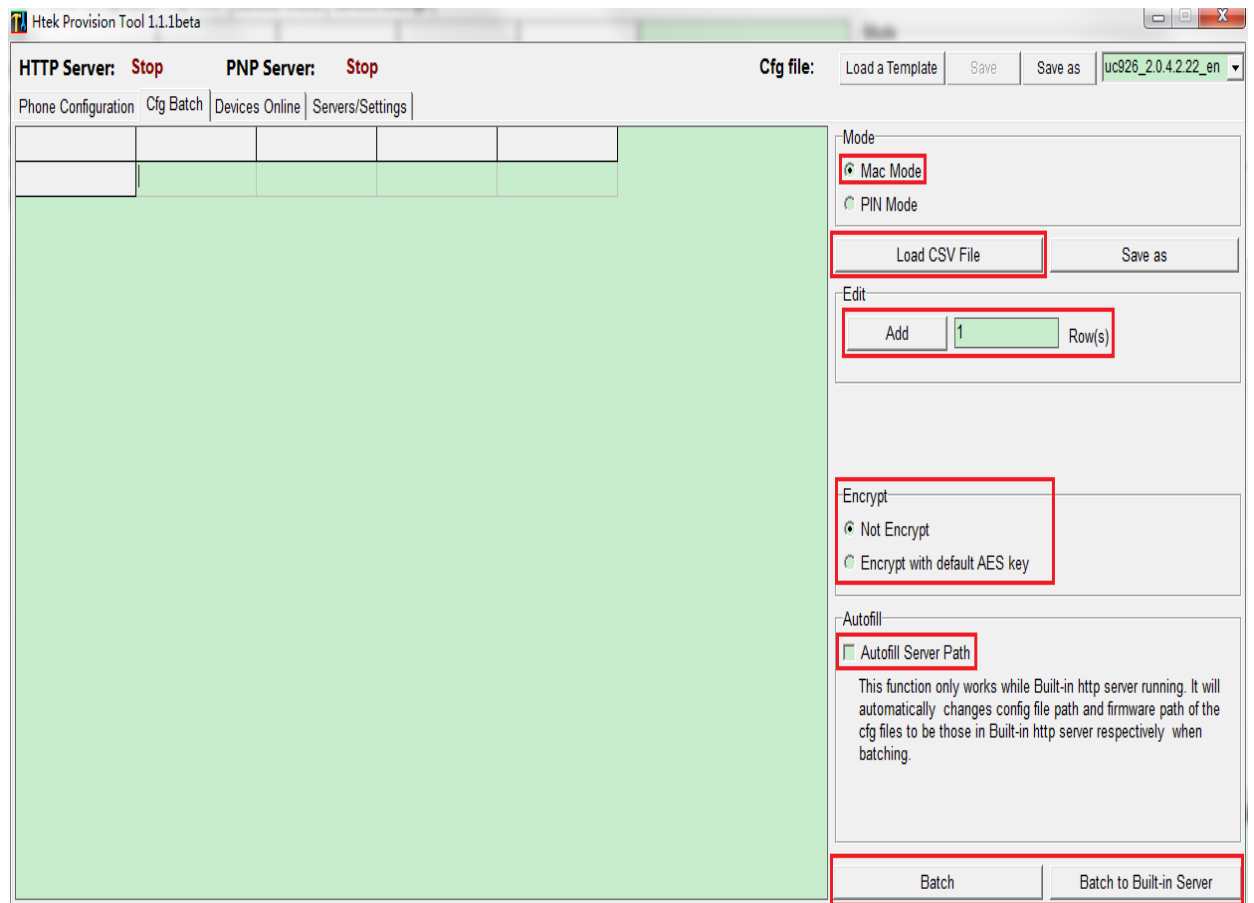 Htek Provision Tool 1.1.1beta
HTTP Server: Stop PNP Server: Stop Cfg file: Load a Template Save Save as uc926_2.0.4.2.22_en
Phone Configuration Cfg Batch Devices Online Servers/Settings
Mode
Mac Mode
PIN Mode
Load CSV File Save as
Edit
Add 1 Row(s)
Encrypt
Not Encrypt
Encrypt with default AES key
Autofill
Autofill Server Path
This function only works while Built-in http server running. It will
automatically changes config file path and firmware path of the
cfg files to be those in Built-in http server respectively when
batching.
Batch Batch to Built-in Server